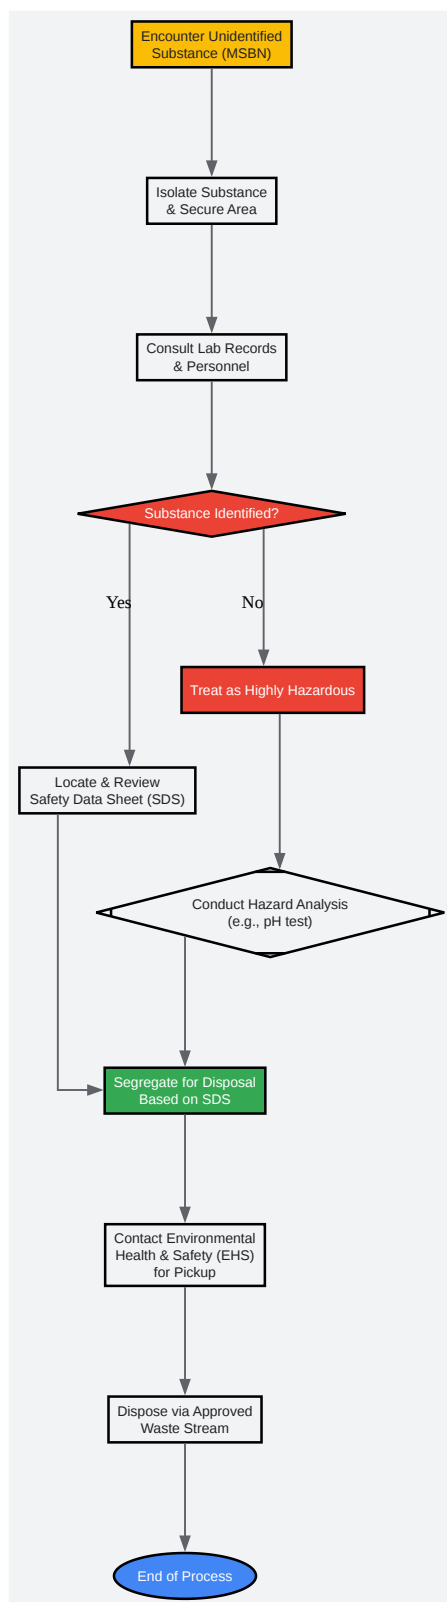 Encounter Unidentified
Substance (MSBN)
Isolate Substance
& Secure Area
Consult Lab Records
& Personnel
Substance Identified?
Yes
No
Treat as Highly Hazardous
Locate & Review
Safety Data Sheet (SDS)
Conduct Hazard Analysis
(e.g., pH test)
Segregate for Disposal
Based on SDS
Contact Environmental
Health & Safety (EHS)
for Pickup
Dispose via Approved
Waste Stream
End of Process